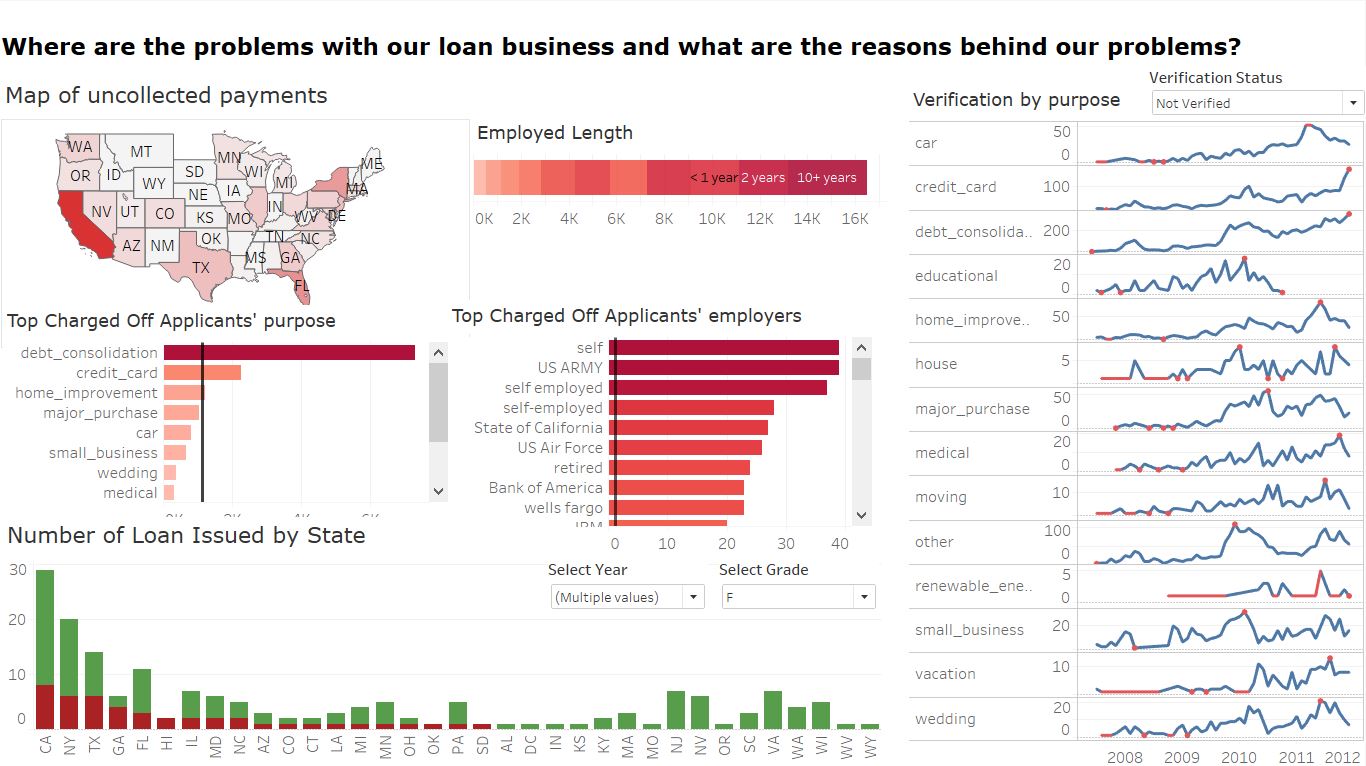 Where are the problems with our loan business and what are the reasons behind our problems?
Map of uncollected payments
WA
MT
ME
MN
OR
ID
SD
WI
WY
MI
MA
IA
NE
NV
UT
IN
CO
KS
MO
WV
DE
AZ
NM
OK
TN
NC
MS
GA
TX
FL
Employed Length
< 1 year
2 years
10+ years
0K 2K 4K 6K 8K 10K 12K 14K 16K
Top Charged Off Applicants' purpose
debt_consolidation
credit_card
home_improvement
major_purchase
car
small_business
wedding
medical
Top Charged Off Applicants' employers
self
US ARMY
self employed
self-employed
State of California
US Air Force
retired
Bank of America
wells fargo
IBM
0 10 20 30 40
Number of Loan Issued by State
Select Year
(Multiple values)
Select Grade
F
30
20
10
0
CA NY TX GA FL HI IL MD NC AZ CO CT LA MI MN OH OK PA SD AL DC IN KS KY MA MO NJ NV OR SC VA WA WI WV WY
Verification by purpose
Verification Status
Not Verified
car 50 0
credit_card 100
debt_consolida.. 200
educational 20 0
home_improve.. 50
house 5
major_purchase 50 0
medical 20 0
moving 10
other 100 0
renewable_ene.. 5 0
small_business 20
vacation 10
wedding 20 0
2008 2009 2010 2011 2012